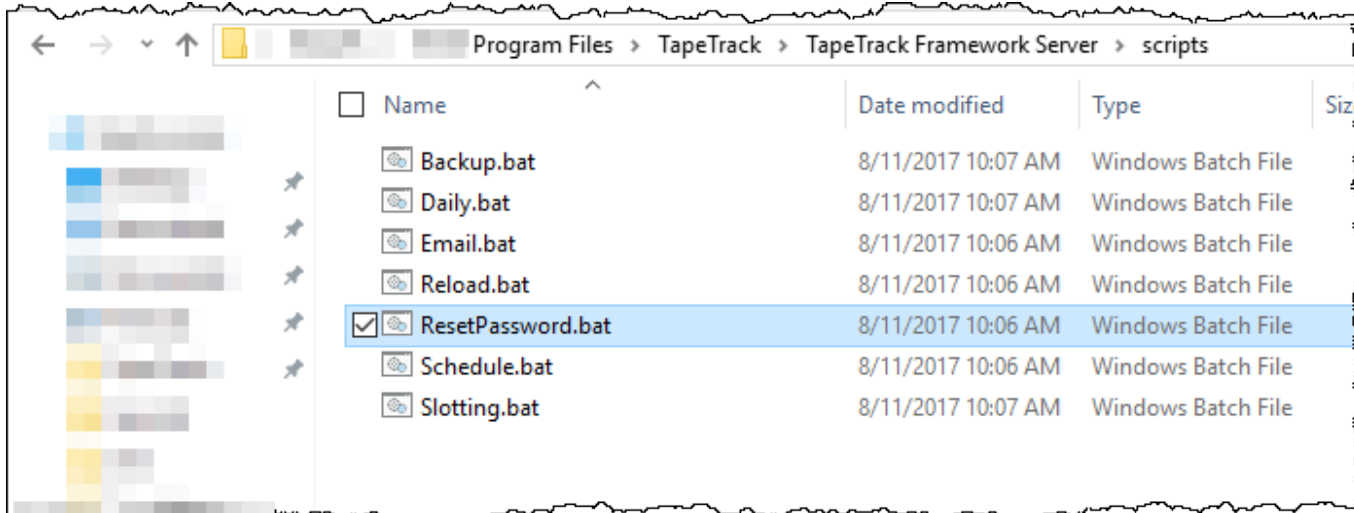 Program Files > TapeTrack > TapeTrack Framework Server > scripts
Name Date modified Type Siz
Backup.bat 8/11/2017 10:07 AM Windows Batch File
Daily.bat 8/11/2017 10:07 AM Windows Batch File
Email.bat 8/11/2017 10:06 AM Windows Batch File
Reload.bat 8/11/2017 10:06 AM Windows Batch File
ResetPassword.bat 8/11/2017 10:06 AM Windows Batch File
Schedule.bat 8/11/2017 10:06 AM Windows Batch File
Slotting.bat 8/11/2017 10:07 AM Windows Batch File